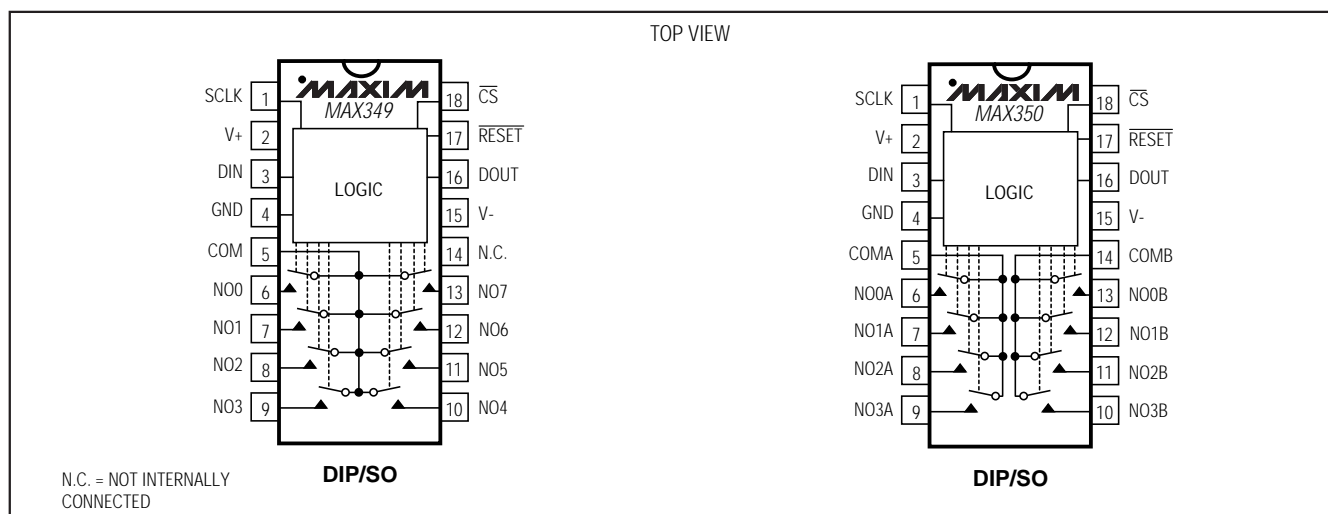 TOP VIEW
MAXIM
MAX349
SCLK 1
V+ 2
DIN 3
GND 4
COM 5
NO0 6
NO1 7
NO2 8
NO3 9
18 CS
17 RESET
16 DOUT
15 V-
14 N.C.
13 NO7
12 NO6
11 NO5
10 NO4
LOGIC
DIP/SO
N.C. = NOT INTERNALLY
CONNECTED
MAXIM
MAX350
SCLK 1
V+ 2
DIN 3
GND 4
COMA 5
NO0A 6
NO1A 7
NO2A 8
NO3A 9
18 CS
17 RESET
16 DOUT
15 V-
14 COMB
13 NO0B
12 NO1B
11 NO2B
10 NO3B
LOGIC
DIP/SO